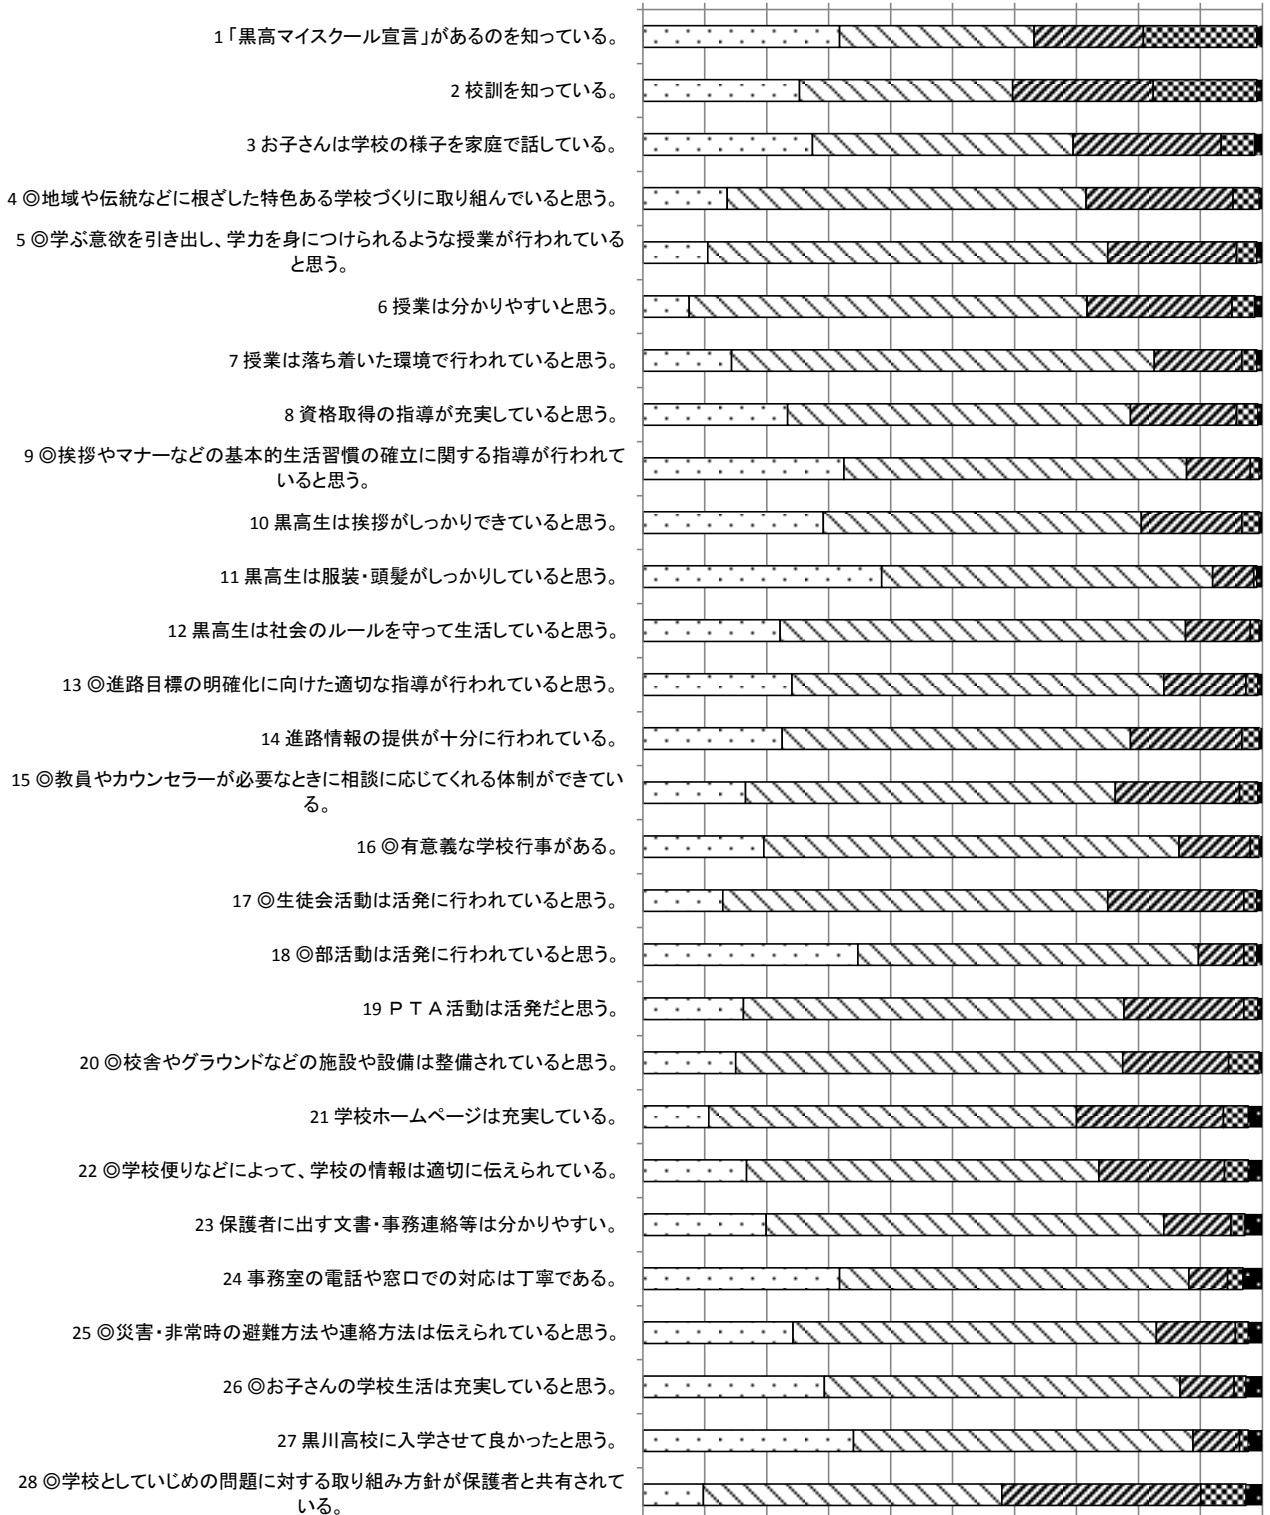 1「黒高マイスクール宣言」があるのを知っている。
2 校訓を知っている。
3 お子さんは学校の様子を家庭で話している。
4 ◎地域や伝統などに根ざした特色ある学校づくりに取り組んでいると思う。
5 ◎学ぶ意欲を引き出し、学力を身につけられるような授業が行われている
と思う。
6 授業は分かりやすいと思う。
7 授業は落ち着いた環境で行われていると思う。
8 資格取得の指導が充実していると思う。
9 ◎挨拶やマナーなどの基本的生活習慣の確立に関する指導が行われて
いると思う。
10 黒高生は挨拶がしっかりできていると思う。
11 黒高生は服装・頭髪がしっかりしていると思う。
12 黒高生は社会のルールを守って生活していると思う。
13 ◎進路目標の明確化に向けた適切な指導が行われていると思う。
14 進路情報の提供が十分に行われている。
15 ◎教員やカウンセラーが必要なときに相談に応じてくれる体制ができてい
る。
16 ◎有意義な学校行事がある。
17 ◎生徒会活動は活発に行われていると思う。
18 ◎部活動は活発に行われていると思う。
19 ＰＴＡ活動は活発だと思う。
20 ◎校舎やグラウンドなどの施設や設備は整備されていると思う。
21 学校ホームページは充実している。
22 ◎学校便りなどによって、学校の情報は適切に伝えられている。
23 保護者に出す文書・事務連絡等は分かりやすい。
24 事務室の電話や窓口での対応は丁寧である。
25 ◎災害・非常時の避難方法や連絡方法は伝えられていると思う。
26 ◎お子さんの学校生活は充実していると思う。
27 黒川高校に入学させて良かったと思う。
28 ◎学校としていじめの問題に対する取り組み方針が保護者と共有されて
いる。